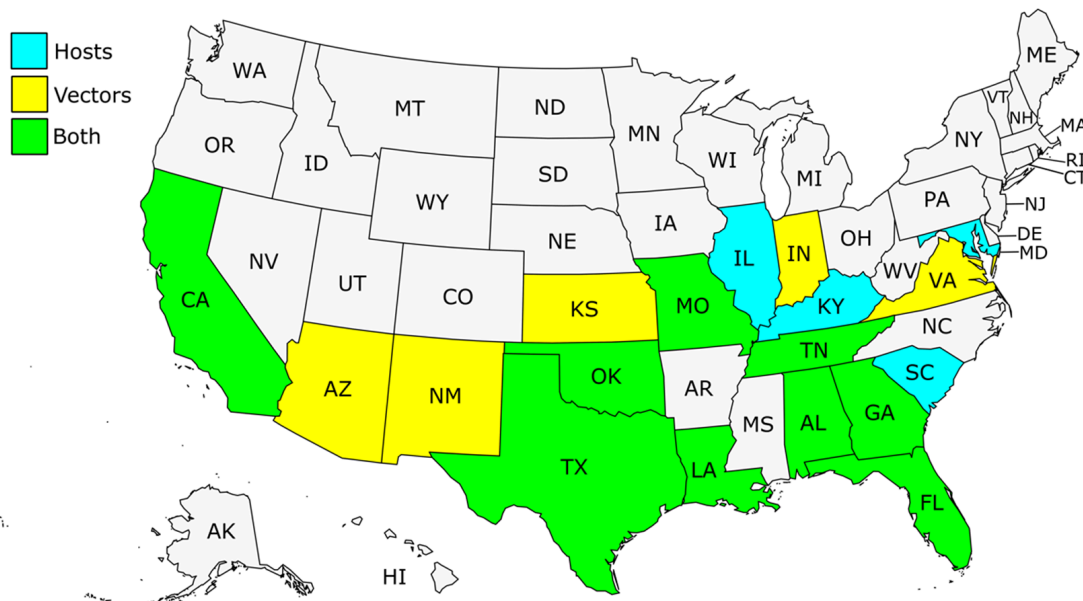 Hosts
Vectors
Both
WA
MT
ND
MN
ME
VT
NH
MA
OR
ID
SD
WI
MI
NY
RI
CT
WY
IA
PA
NJ
NE
OH
DE
MD
NV
UT
CO
IL
IN
WV
VA
CA
KS
MO
KY
NC
AZ
NM
OK
AR
TN
SC
TX
LA
MS
AL
GA
FL
AK
HI